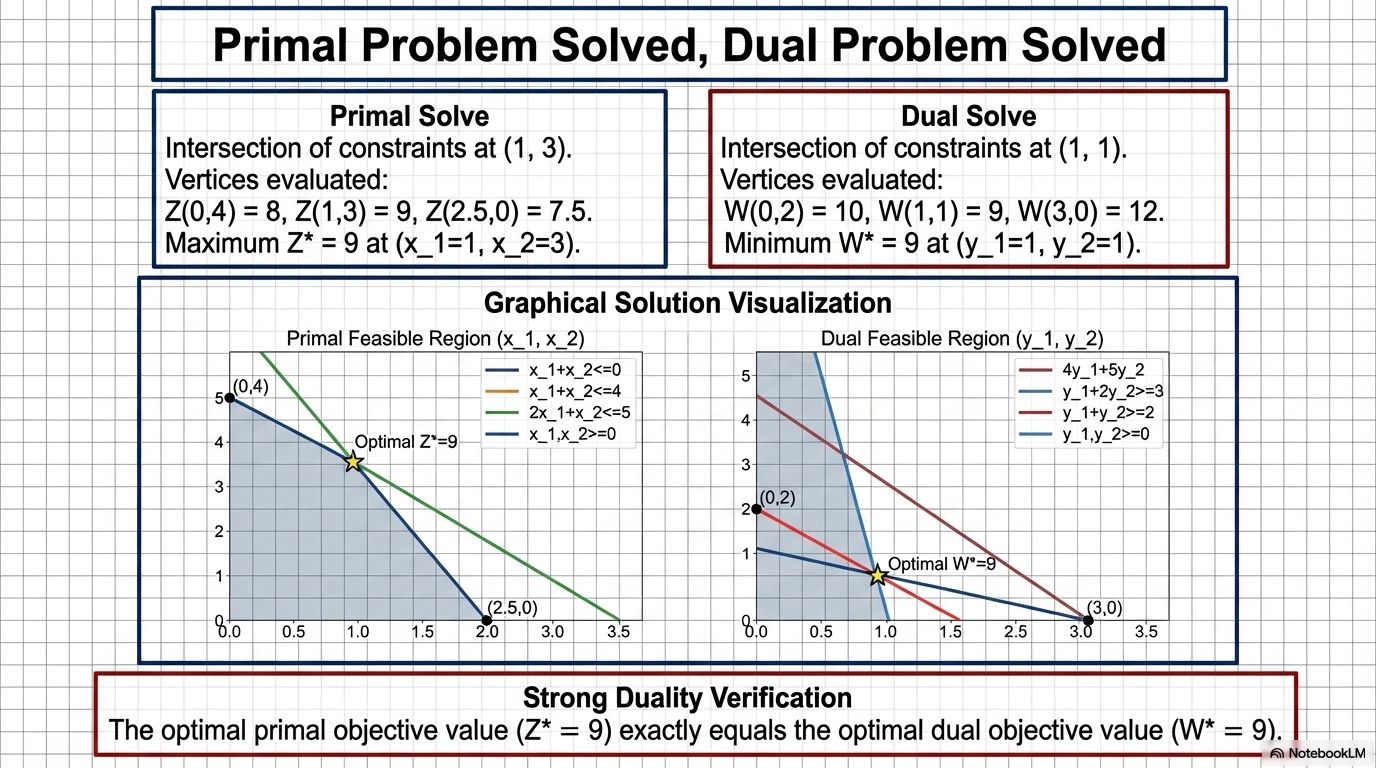 Primal Problem Solved, Dual Problem Solved
Primal Solve
Intersection of constraints at (1, 3).
Vertices evaluated:
Z(0,4) = 8, Z(1,3) = 9, Z(2.5,0) = 7.5.
Maximum Z* = 9 at (x_1=1, x_2=3).
Dual Solve
Intersection of constraints at (1, 1).
Vertices evaluated:
W(0,2) = 10, W(1,1) = 9, W(3,0) = 12.
Minimum W* = 9 at (y_1=1, y_2=1).
Graphical Solution Visualization
Primal Feasible Region (x_1, x_2)
x_1+x_2<=0
x_1+x_2<=4
2x_1+x_2<=5
x_1,x_2>=0
(0,4)
Optimal Z*=9
(2.5,0)
5
4
3
2
1
0
0.0 0.5 1.0 1.5 2.0 3.0 3.5
Dual Feasible Region (y_1, y_2)
4y_1+5y_2
y_1+2y_2>=3
y_1+y_2>=2
y_1,y_2>=0
(0,2)
Optimal W*=9
(3,0)
5
4
3
2
1
0
0.0 0.5 1.0 1.5 2.5 3.0 3.5
Strong Duality Verification
The optimal primal objective value (Z* = 9) exactly equals the optimal dual objective value (W* = 9).
NotebookLM